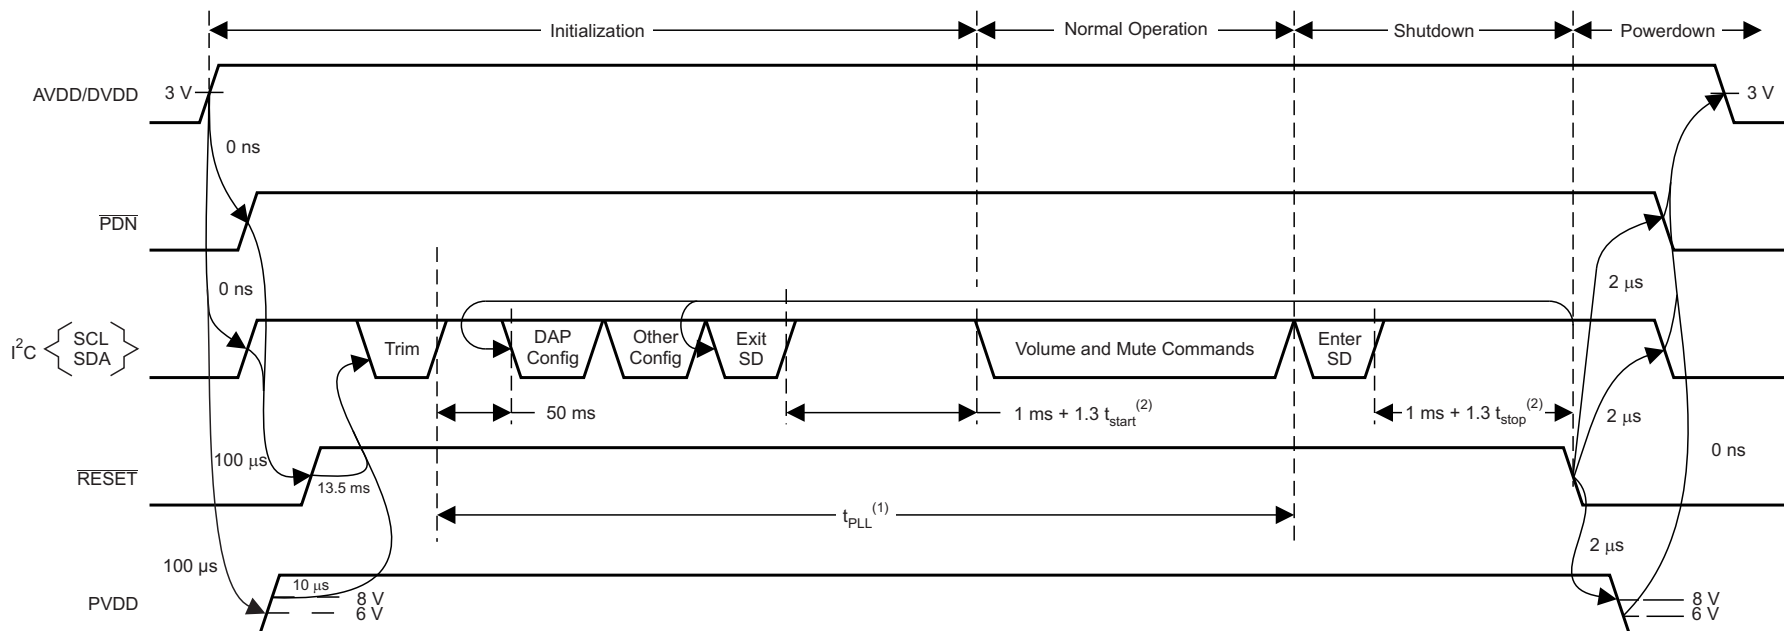 Initialization
Normal Operation
Shutdown
Powerdown
AVDD/DVDD
3 V
3 V
0 ns
PDN
0 ns
2 μs
I²C
SCL
SDA
Trim
DAP
Config
Other
Config
Exit
SD
Volume and Mute Commands
Enter
SD
50 ms
1 ms + 1.3 t_start(2)
1 ms + 1.3 t_stop(2)
2 μs
100 μs
0 ns
RESET
13.5 ms
t_PLL(1)
2 μs
100 μs
10 μs
PVDD
8 V
6 V
8 V
6 V